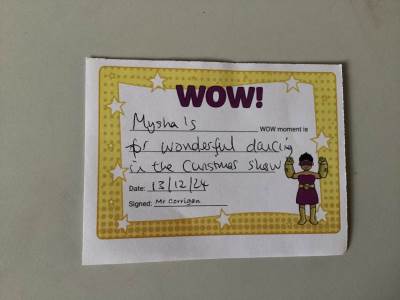 WOW!
Mysha's WOW moment is
for wonderful dancing
in the Christmas show
Date: 13/12/24
Signed: Mr Corrigan